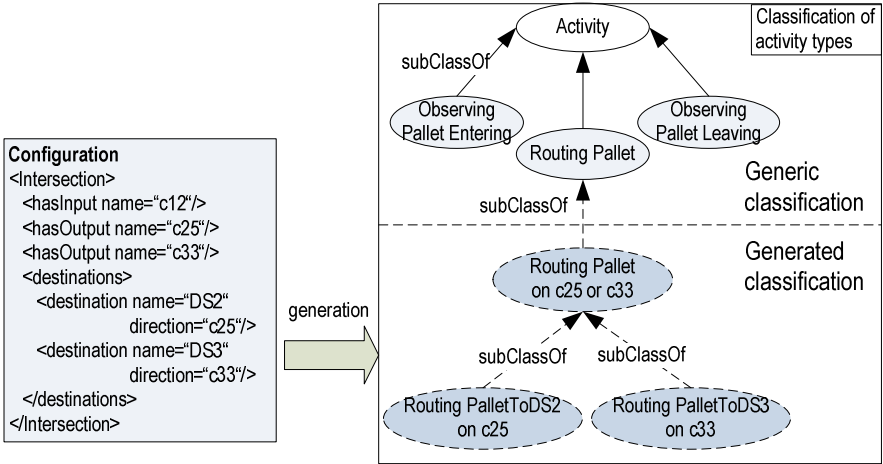 Configuration
<Intersection>
<hasInput name=“c12“/>
<hasOutput name=“c25“/>
<hasOutput name=“c33“/>
<destinations>
<destination name=“DS2“
direction=“c25“/>
<destination name=“DS3“
direction=“c33“/>
</destinations>
</Intersection>
generation
Classification of
activity types
Activity
subClassOf
Observing
Pallet Entering
Routing Pallet
Observing
Pallet Leaving
Generic
classification
subClassOf
Generated
classification
Routing Pallet
on c25 or c33
subClassOf
subClassOf
Routing PalletToDS2
on c25
Routing PalletToDS3
on c33